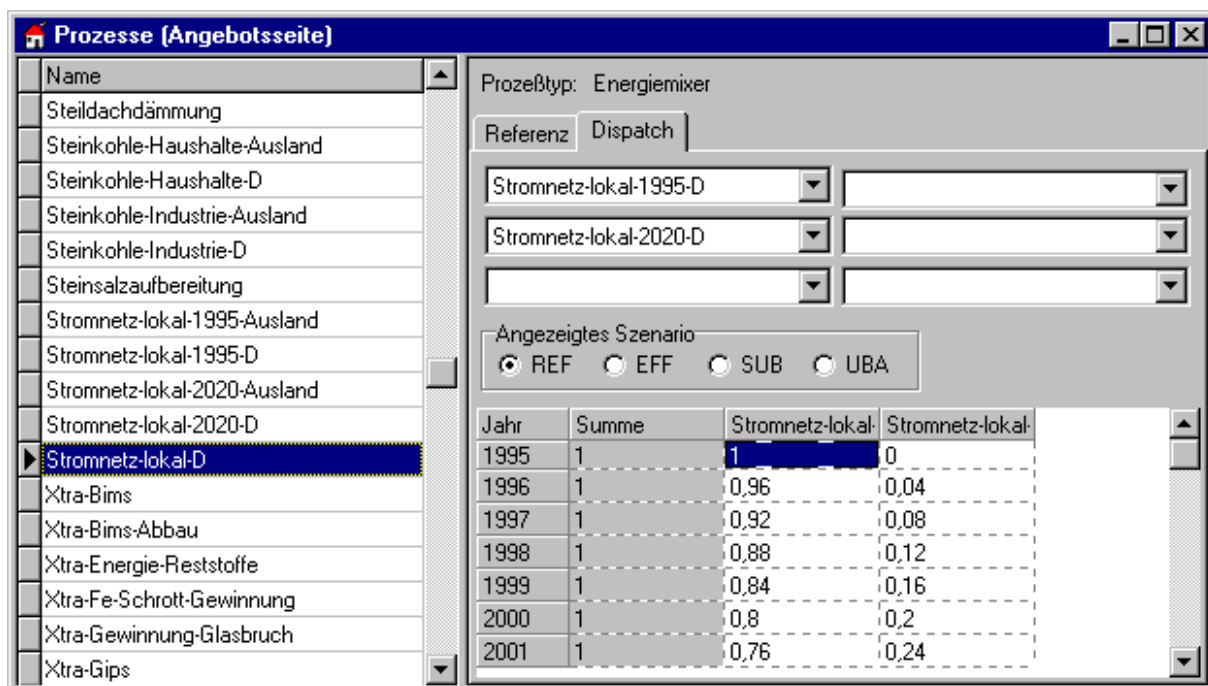 Prozesse (Angebotsseite)
Name
Steildachdämmung
Steinkohle-Haushalte-Ausland
Steinkohle-Haushalte-D
Steinkohle-Industrie-Ausland
Steinkohle-Industrie-D
Steinsalzaufbereitung
Stromnetz-lokal-1995-Ausland
Stromnetz-lokal-1995-D
Stromnetz-lokal-2020-Ausland
Stromnetz-lokal-2020-D
Stromnetz-lokal-D
Xtra-Bims
Xtra-Bims-Abbau
Xtra-Energie-Reststoffe
Xtra-Fe-Schrott-Gewinnung
Xtra-Gewinnung-Glasbruch
Xtra-Gips
Prozeßtyp: Energiemixer
Referenz Dispatch
Stromnetz-lokal-1995-D
Stromnetz-lokal-2020-D
Angezeigtes Szenario
REF EFF SUB UBA
Jahr Summe Stromnetz-lokal- Stromnetz-lokal-
1995 1 1 0
1996 1 0,96 0,04
1997 1 0,92 0,08
1998 1 0,88 0,12
1999 1 0,84 0,16
2000 1 0,8 0,2
2001 1 0,76 0,24